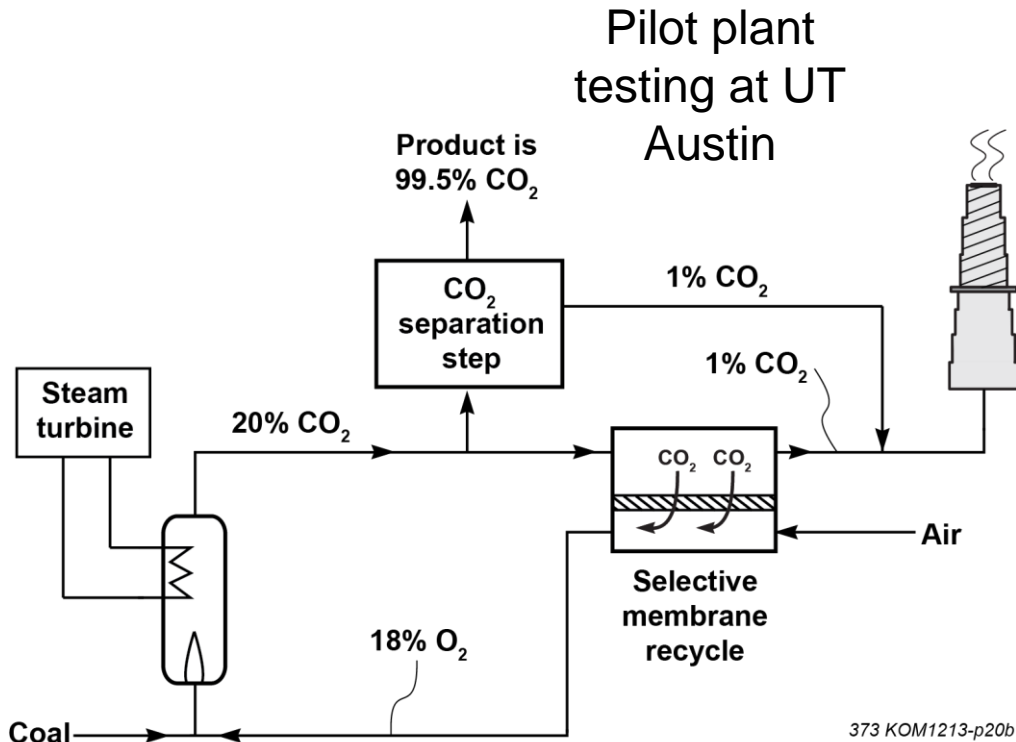 Pilot plant
testing at UT
Austin
Product is
99.5% CO₂
CO₂
separation
step
1% CO₂
1% CO₂
Steam
turbine
20% CO₂
CO₂ CO₂
Air
Selective
membrane
recycle
18% O₂
Coal
373 KOM1213-p20b